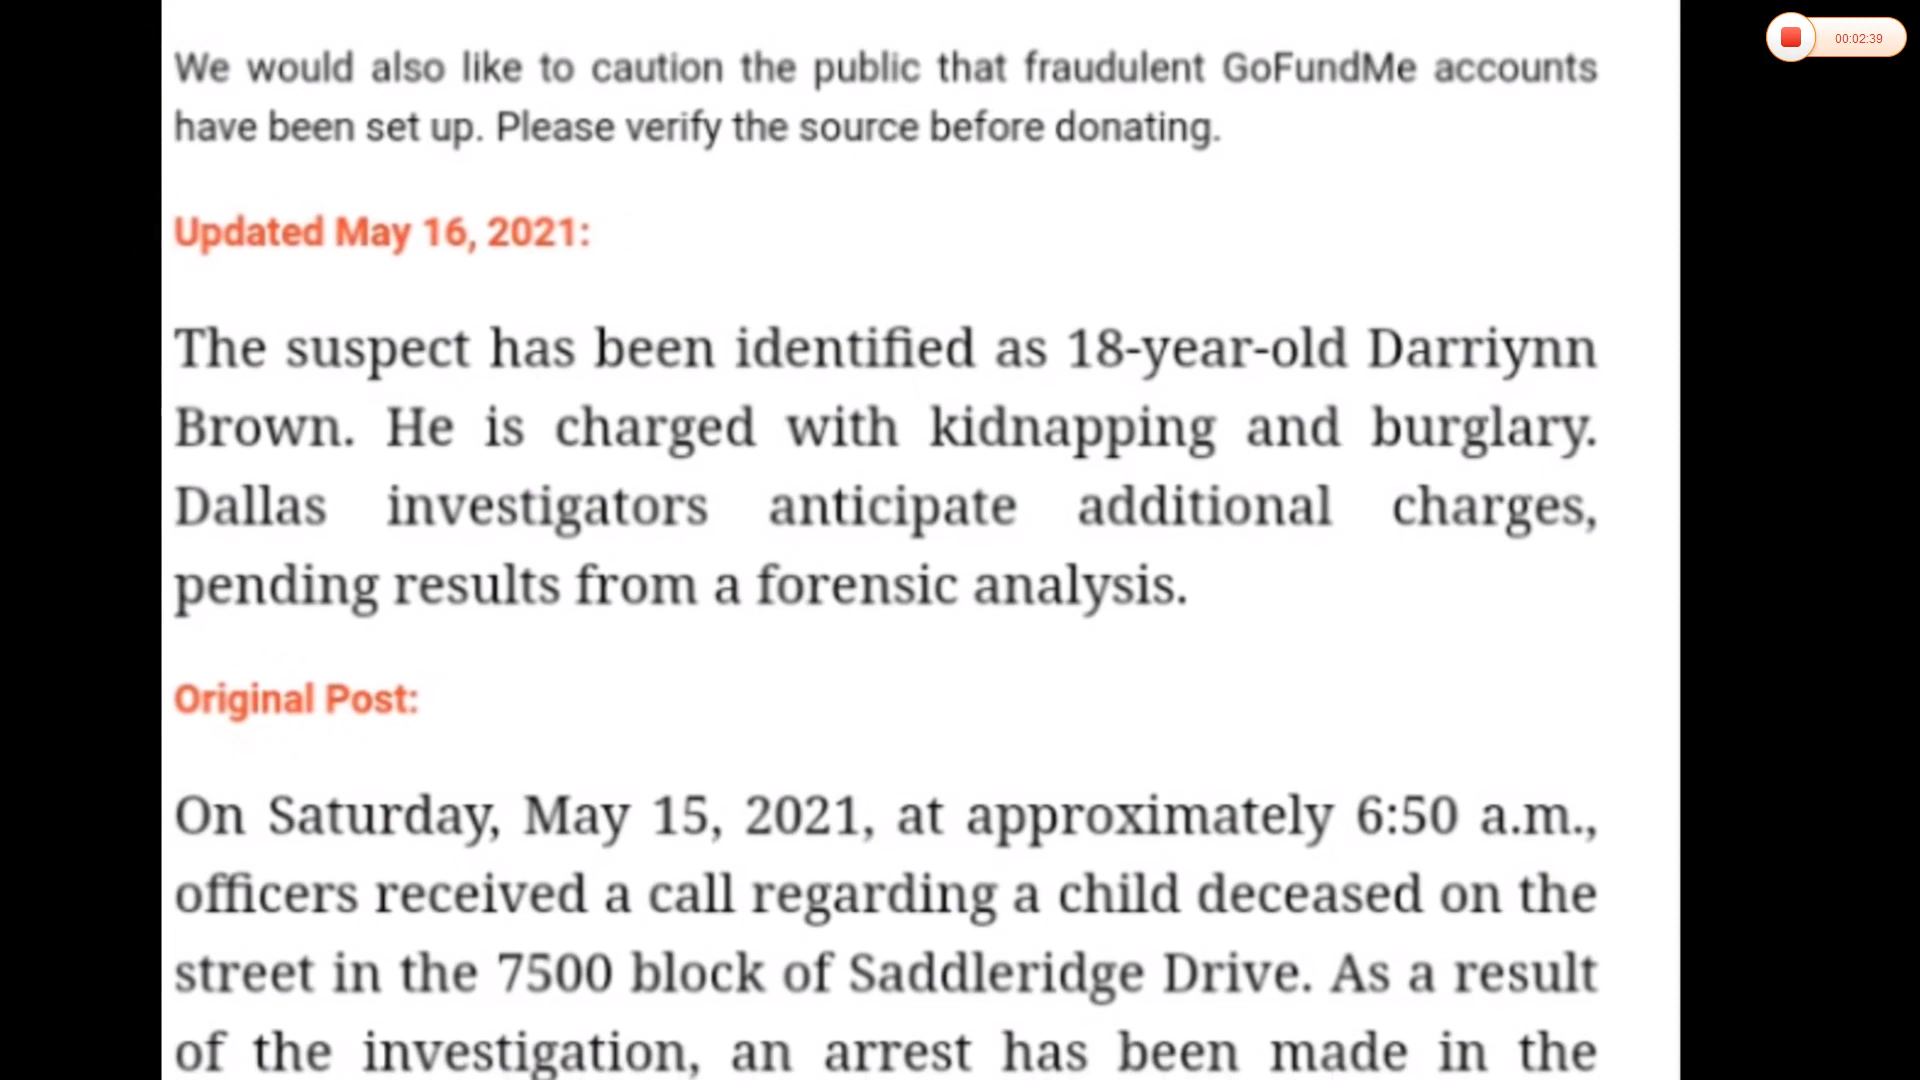 00:02:39
We would also like to caution the public that fraudulent GoFundMe accounts
have been set up. Please verify the source before donating.
Updated May 16, 2021:
The suspect has been identified as 18-year-old Darriynn
Brown. He is charged with kidnapping and burglary.
Dallas investigators anticipate additional charges,
pending results from a forensic analysis.
Original Post:
On Saturday, May 15, 2021, at approximately 6:50 a.m.,
officers received a call regarding a child deceased on the
street in the 7500 block of Saddleridge Drive. As a result
of the investigation, an arrest has been made in the